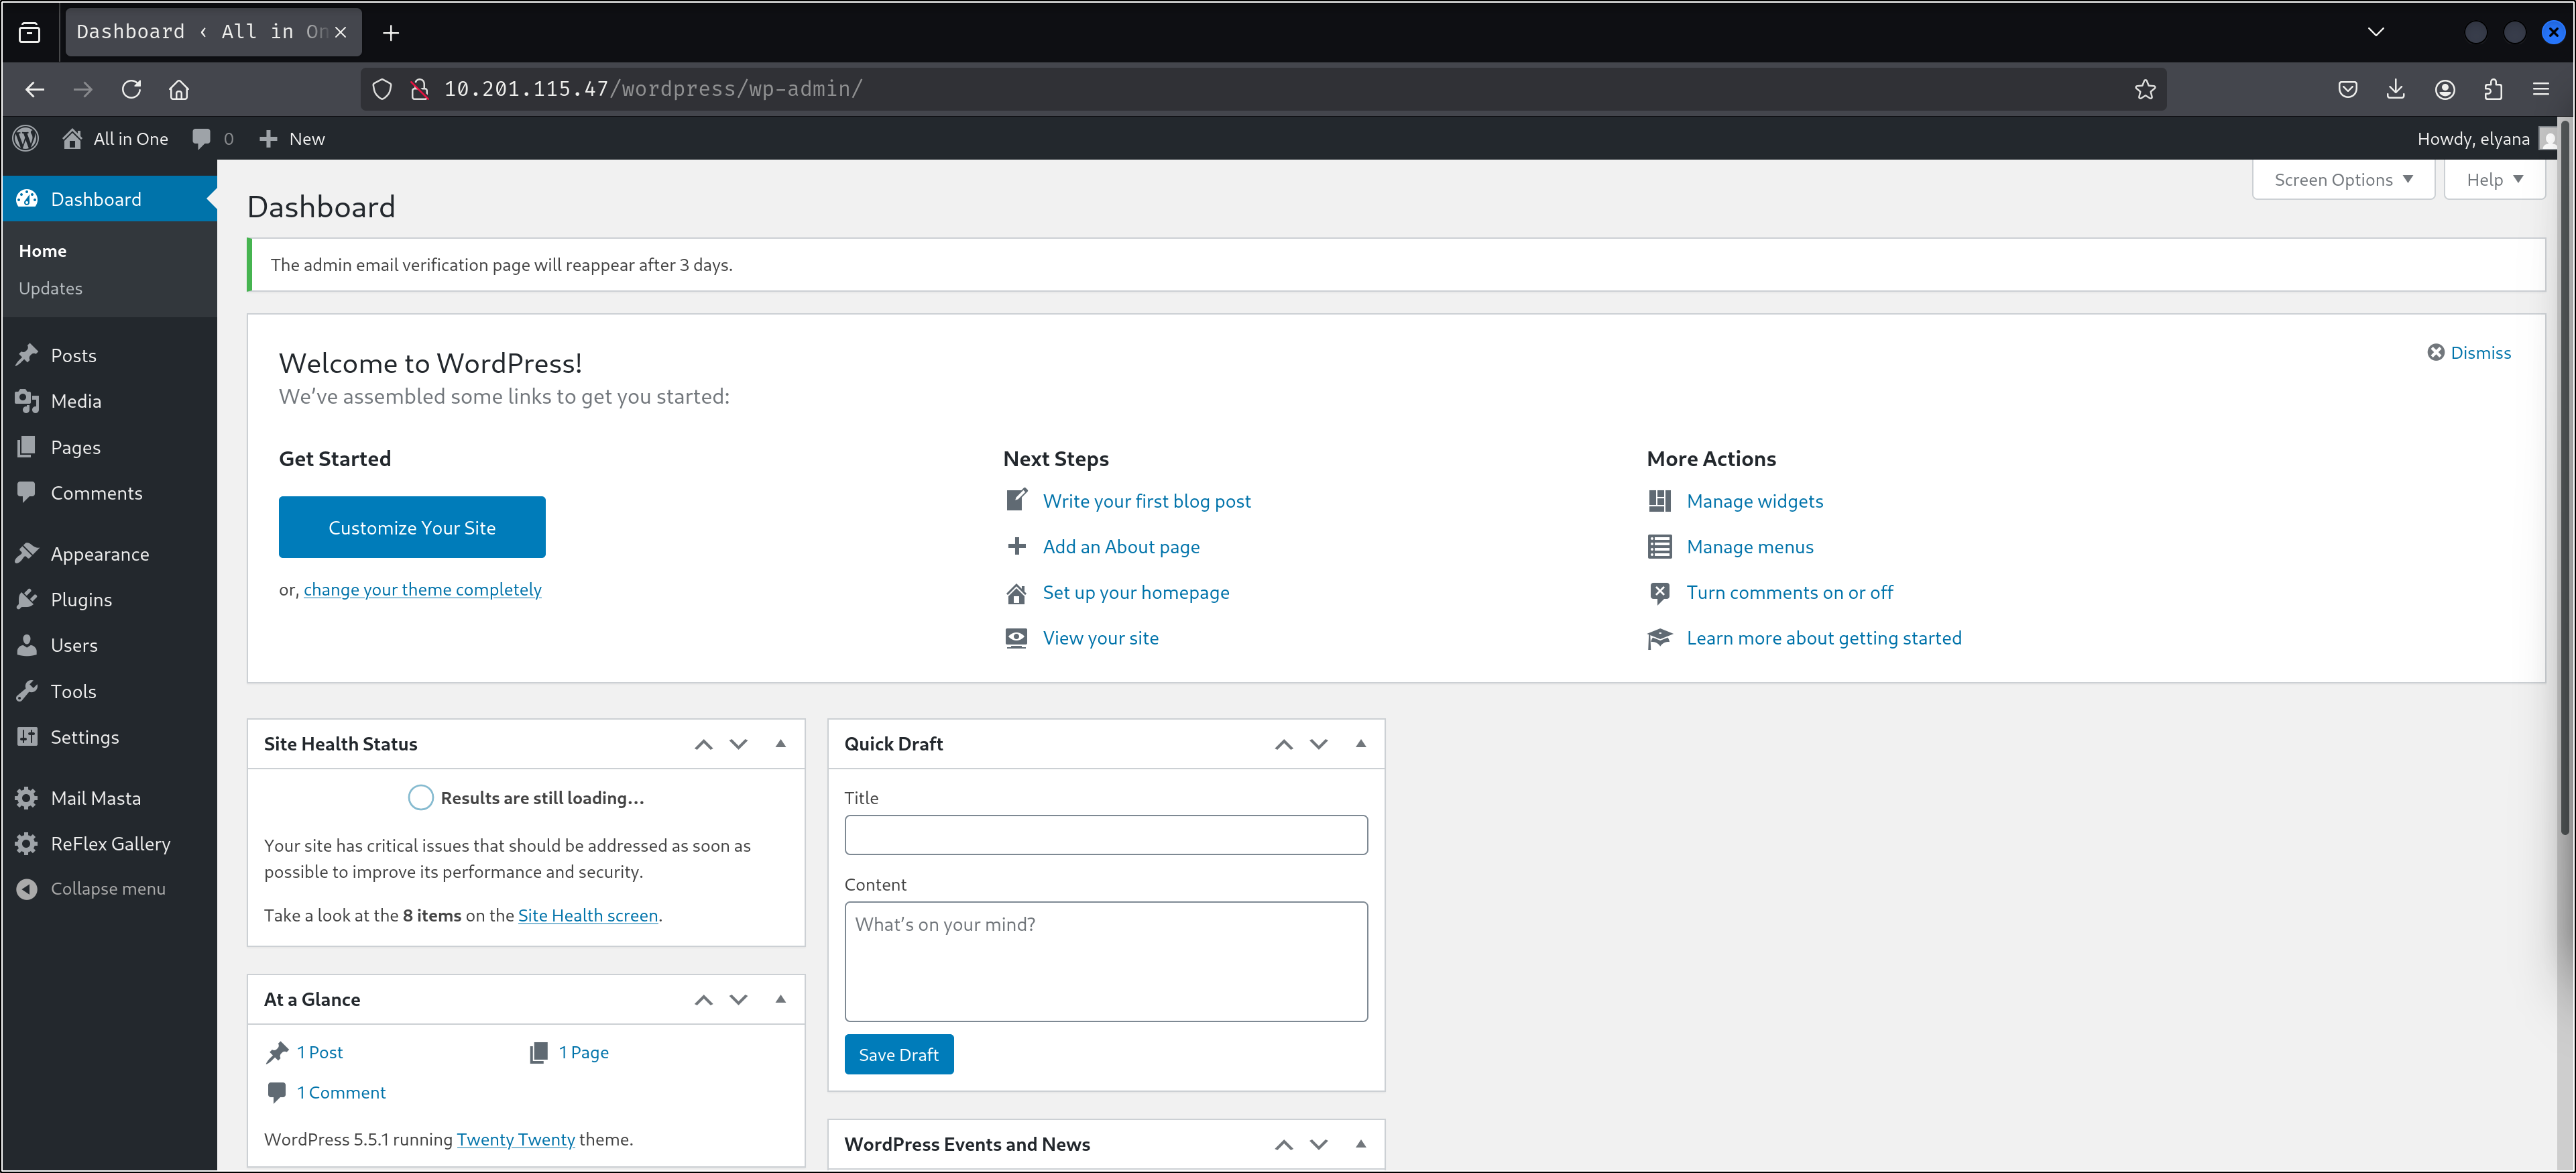 Dashboard ‹ All in On
10.201.115.47/wordpress/wp-admin/
All in One
0
New
Howdy, elyana
Dashboard
Home
Updates
Posts
Media
Pages
Comments
Appearance
Plugins
Users
Tools
Settings
Mail Masta
ReFlex Gallery
Collapse menu
Screen Options
Help
Dashboard
The admin email verification page will reappear after 3 days.
Welcome to WordPress!
Dismiss
We’ve assembled some links to get you started:
Get Started
Customize Your Site
or, change your theme completely
Next Steps
Write your first blog post
Add an About page
Set up your homepage
View your site
More Actions
Manage widgets
Manage menus
Turn comments on or off
Learn more about getting started
Site Health Status
Results are still loading…
Your site has critical issues that should be addressed as soon as
possible to improve its performance and security.
Take a look at the 8 items on the Site Health screen.
At a Glance
1 Post
1 Page
1 Comment
WordPress 5.5.1 running Twenty Twenty theme.
Quick Draft
Title
Content
What’s on your mind?
Save Draft
WordPress Events and News